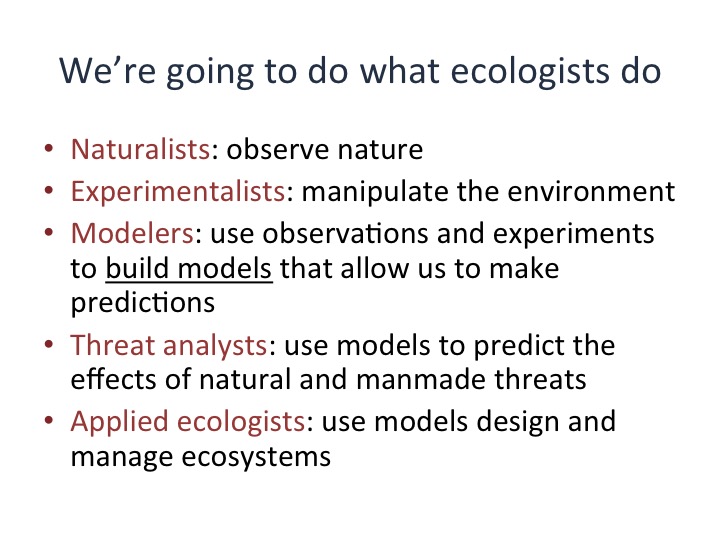 We’re going to do what ecologists do
• Naturalists: observe nature
• Experimentalists: manipulate the environment
• Modelers: use observations and experiments
to build models that allow us to make
predictions
• Threat analysts: use models to predict the
effects of natural and manmade threats
• Applied ecologists: use models design and
manage ecosystems